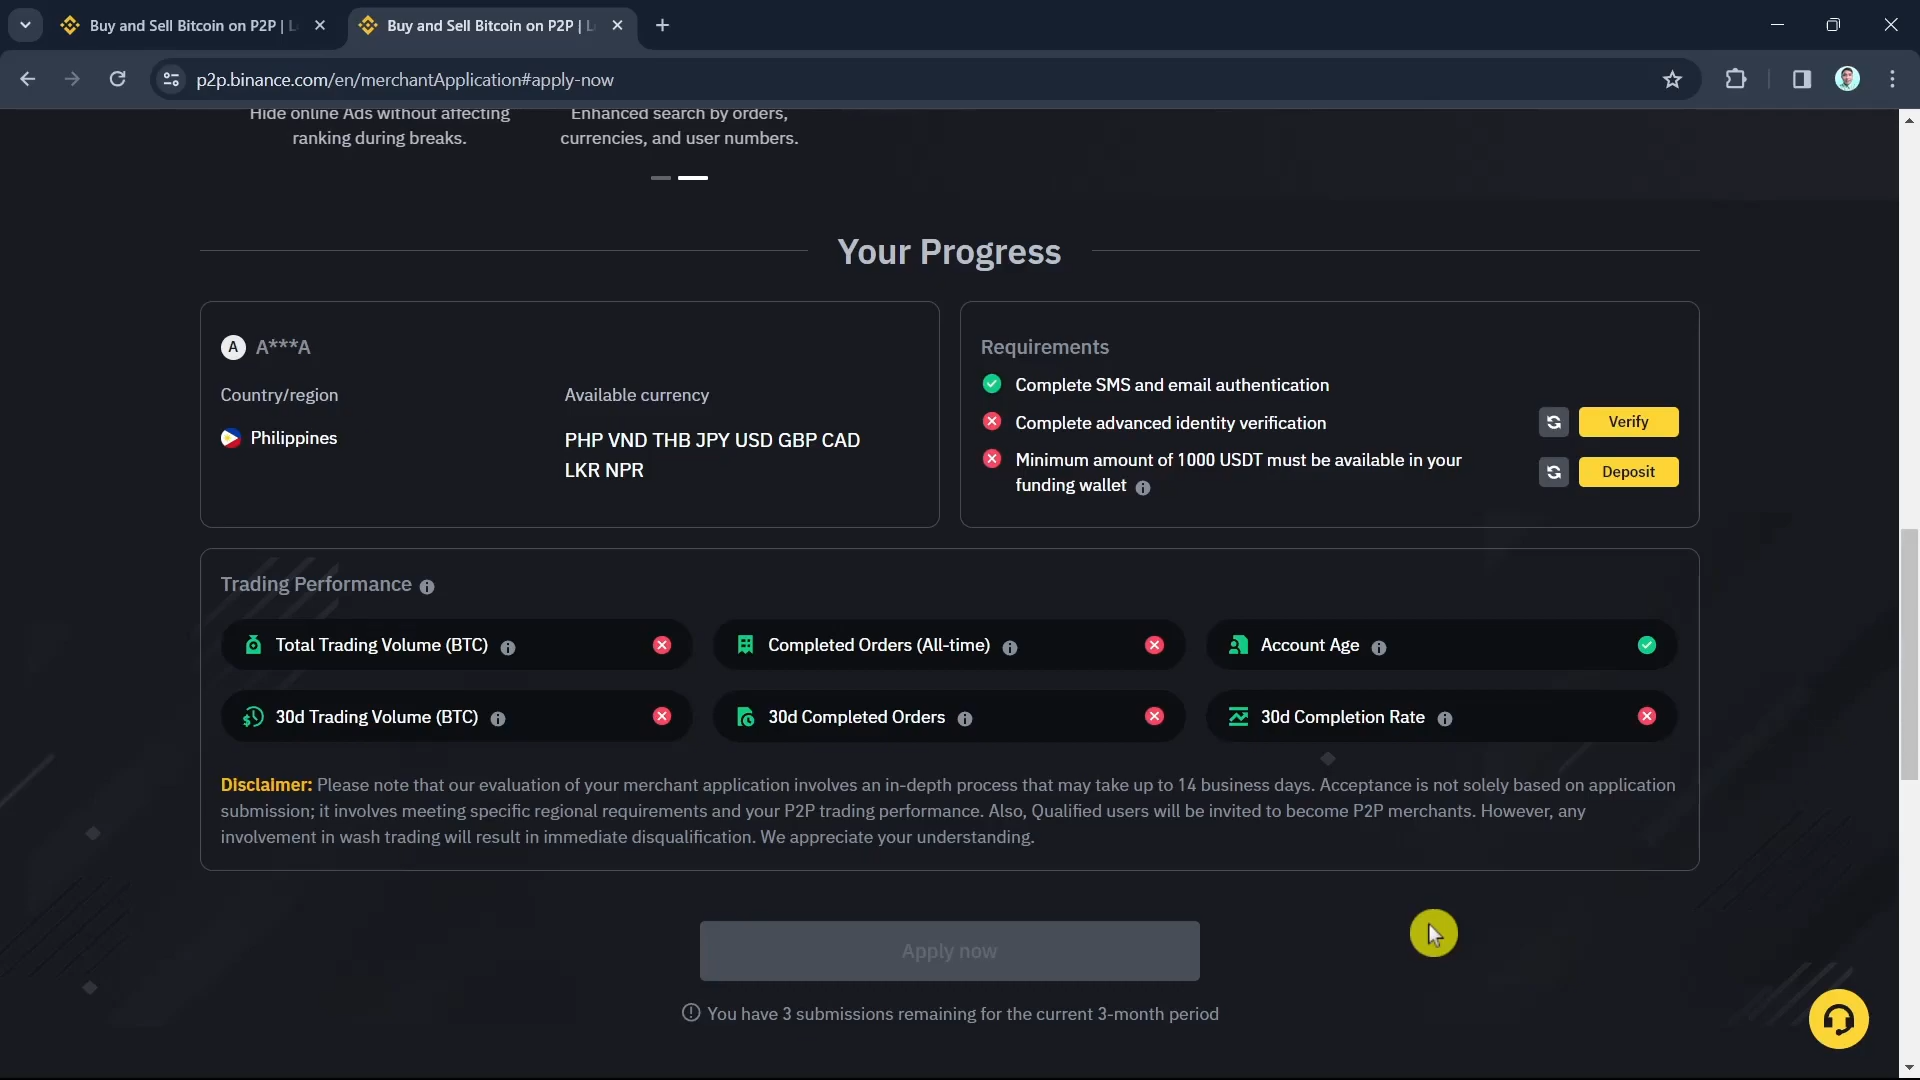 Buy and Sell Bitcoin on P2P | L
Buy and Sell Bitcoin on P2P | L
p2p.binance.com/en/merchantApplication#apply-now
Hide online Ads without affecting
ranking during breaks.
Enhanced search by orders,
currencies, and user numbers.
Your Progress
A A***A
Country/region
Philippines
Available currency
PHP VND THB JPY USD GBP CAD
LKR NPR
Requirements
Complete SMS and email authentication
Complete advanced identity verification
Verify
Minimum amount of 1000 USDT must be available in your
funding wallet
Deposit
Trading Performance
Total Trading Volume (BTC)
Completed Orders (All-time)
Account Age
30d Trading Volume (BTC)
30d Completed Orders
30d Completion Rate
Disclaimer: Please note that our evaluation of your merchant application involves an in-depth process that may take up to 14 business days. Acceptance is not solely based on application
submission; it involves meeting specific regional requirements and your P2P trading performance. Also, Qualified users will be invited to become P2P merchants. However, any
involvement in wash trading will result in immediate disqualification. We appreciate your understanding.
Apply now
You have 3 submissions remaining for the current 3-month period